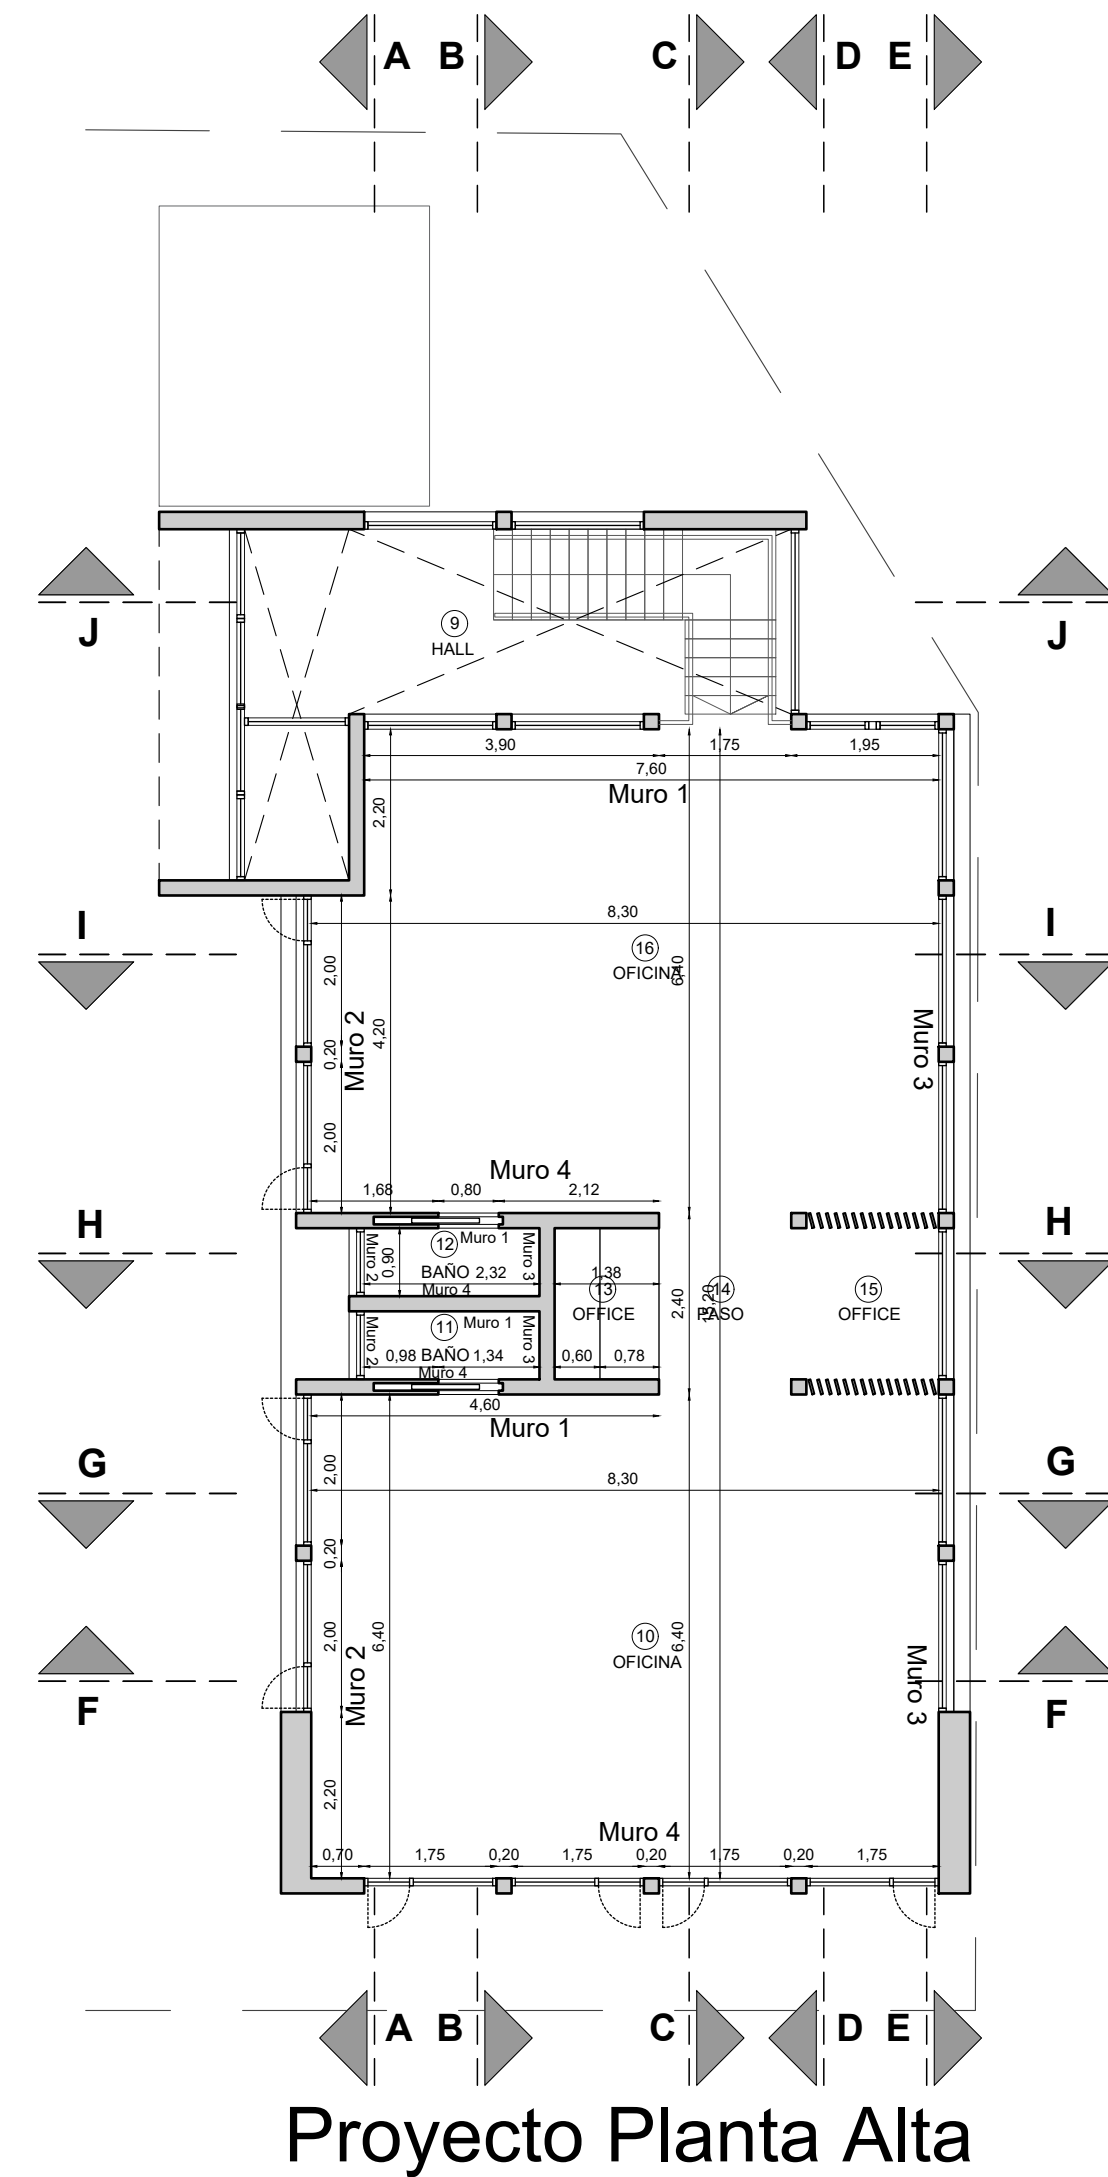 A B C D E
J J
9
HALL
3,90 1,75 1,95
7,60
Muro 1
2,20
I I
8,30
16
OFICINA
6,40
2,00
Muro 2
4,20
0,20
Muro 3
2,00
Muro 4
1,68 0,80 2,12
H H
12
Muro 1
Muro 2
0,90
Muro 3
BAÑO 2,32
Muro 4
1,38
13
OFFICE
2,40
15,20
14
PASO
15
OFFICE
11
Muro 1
Muro 2
Muro 3
0,98 BAÑO 1,34
Muro 4
0,60 0,78
4,60
Muro 1
G G
2,00
8,30
0,20
2,00
6,40
Muro 2
10
OFICINA
6,40
Muro 3
F F
2,20
Muro 4
0,70 1,75 0,20 1,75 0,20 1,75 0,20 1,75
A B C D E
Proyecto Planta Alta